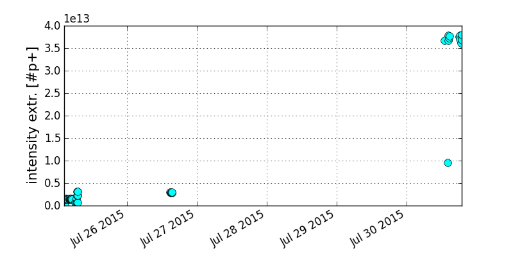 1e13
4.0
3.5
3.0
2.5
2.0
1.5
1.0
0.5
0.0
intensity extr. [#p+]
Jul 26 2015
Jul 27 2015
Jul 28 2015
Jul 29 2015
Jul 30 2015